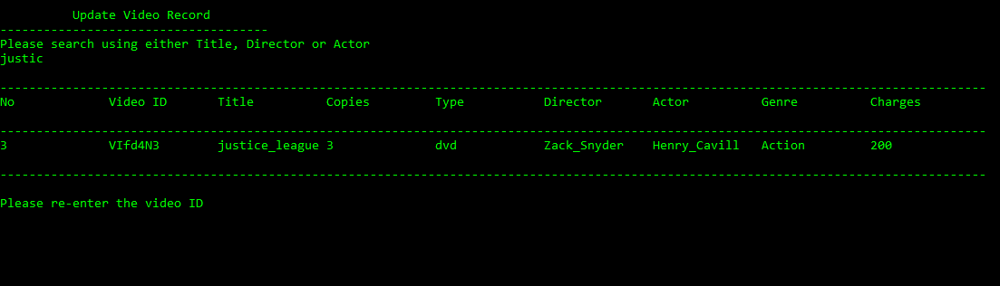 Update Video Record
-------------------------------------
Please search using either Title, Director or Actor
justic
----------------------------------------------------------------------------------------------------------------------------------------
No Video ID Title Copies Type Director Actor Genre Charges
----------------------------------------------------------------------------------------------------------------------------------------
3 VIfd4N3 justice_league 3 dvd Zack_Snyder Henry_Cavill Action 200
----------------------------------------------------------------------------------------------------------------------------------------
Please re-enter the video ID